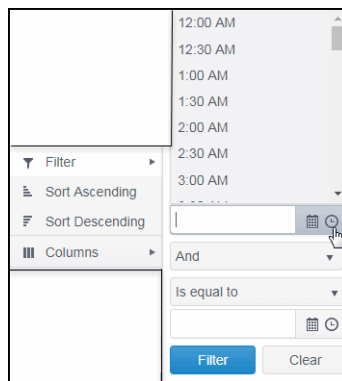 12:00 AM
12:30 AM
1:00 AM
1:30 AM
2:00 AM
2:30 AM
3:00 AM
Filter
Sort Ascending
Sort Descending
Columns
And
Is equal to
Filter
Clear